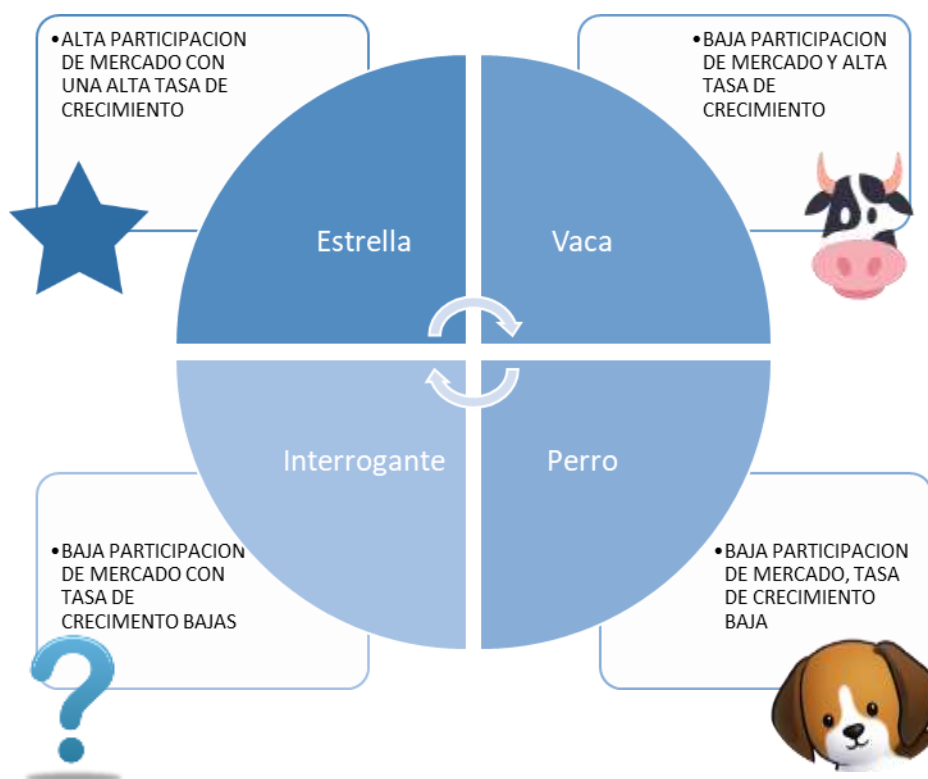 •ALTA PARTICIPACION
DE MERCADO CON
UNA ALTA TASA DE
CRECIMIENTO
•BAJA PARTICIPACION
DE MERCADO Y ALTA
TASA DE
CRECIMIENTO
Estrella
Vaca
Interrogante
Perro
•BAJA PARTICIPACION
DE MERCADO CON
TASA DE
CRECIMENTO BAJAS
•BAJA PARTICIPACION
DE MERCADO, TASA
DE CRECIMIENTO
BAJA
?